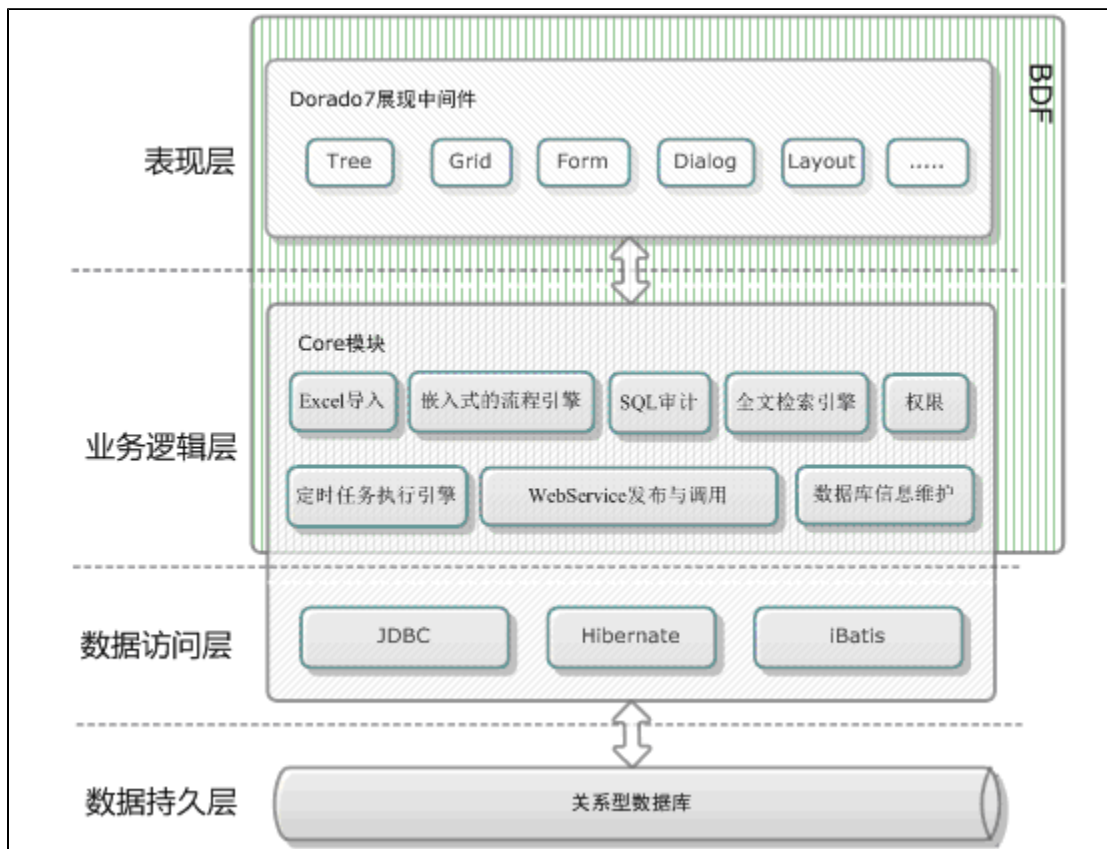 BDF
Dorado7展现中间件
表现层
Tree
Grid
Form
Dialog
Layout
.....
Core模块
Excel导入
嵌入式的流程引擎
SQL审计
全文检索引擎
权限
业务逻辑层
定时任务执行引擎
WebService发布与调用
数据库信息维护
数据访问层
JDBC
Hibernate
iBatis
数据持久层
关系型数据库